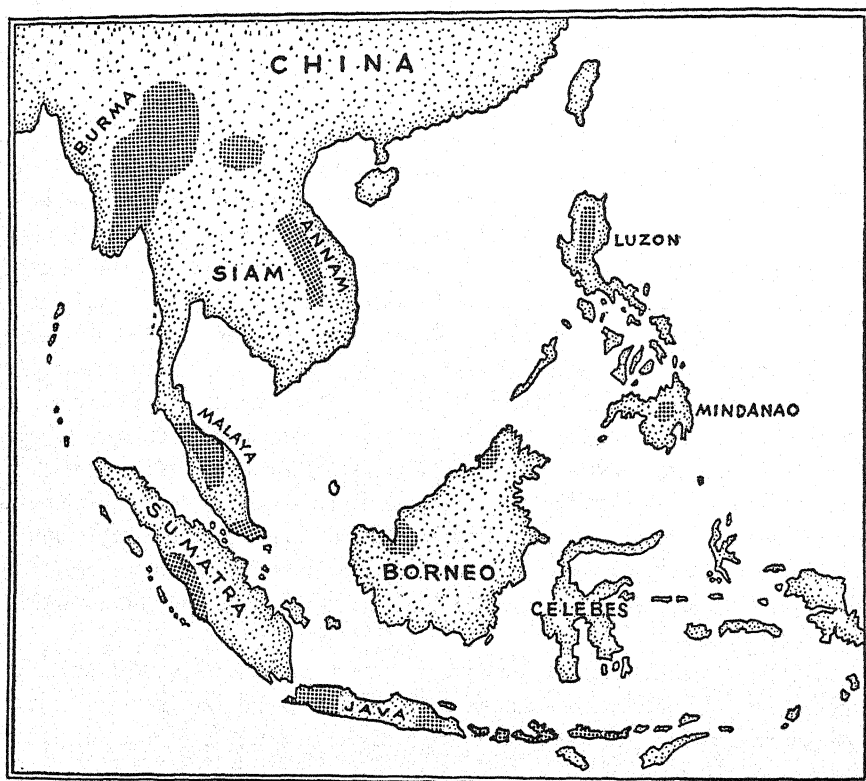 CHINA
BURMA
SIAM
ANNAM
LUZON
MINDANAO
MALAYA
SUMATRA
BORNEO
CELEBES
JAVA